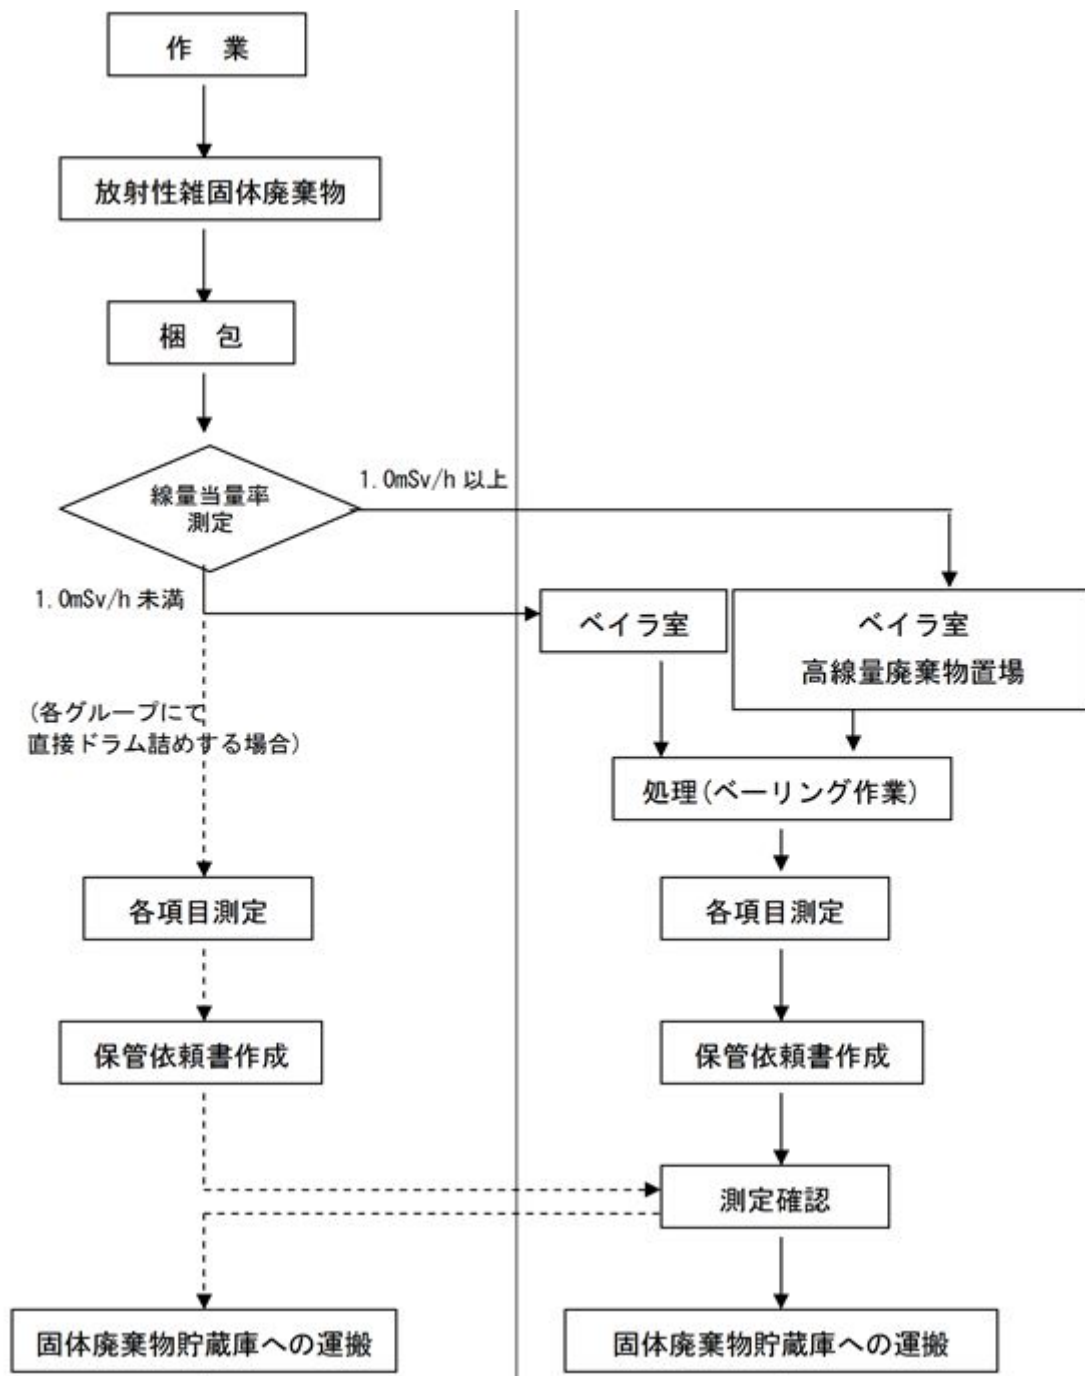 作　業
放射性雑固体廃棄物
梱　包
線量当量率
測定
1.0mSv/h 以上
1.0mSv/h 未満
ベイラ室
ベイラ室
高線量廃棄物置場
(各グループにて
直接ドラム詰めする場合)
処理(ベーリング作業)
各項目測定
各項目測定
保管依頼書作成
保管依頼書作成
測定確認
固体廃棄物貯蔵庫への運搬
固体廃棄物貯蔵庫への運搬